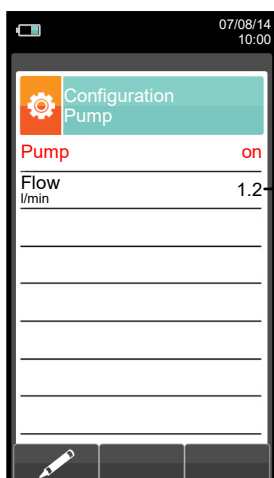 07/08/14
10:00
Configuration
Pump
Pump on
Flow
l/min 1.2